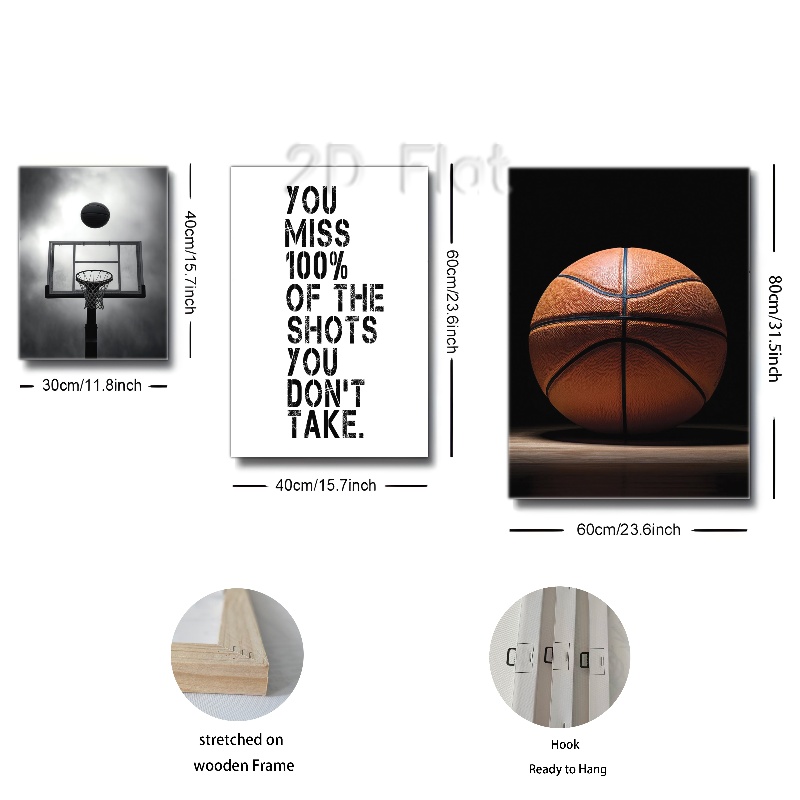 2D Flat
YOU
MISS
100%
OF THE
SHOTS
YOU
DON'T
TAKE.
40cm/15.7inch
30cm/11.8inch
60cm/23.6inch
40cm/15.7inch
80cm/31.5inch
60cm/23.6inch
stretched on
wooden Frame
Hook
Ready to Hang